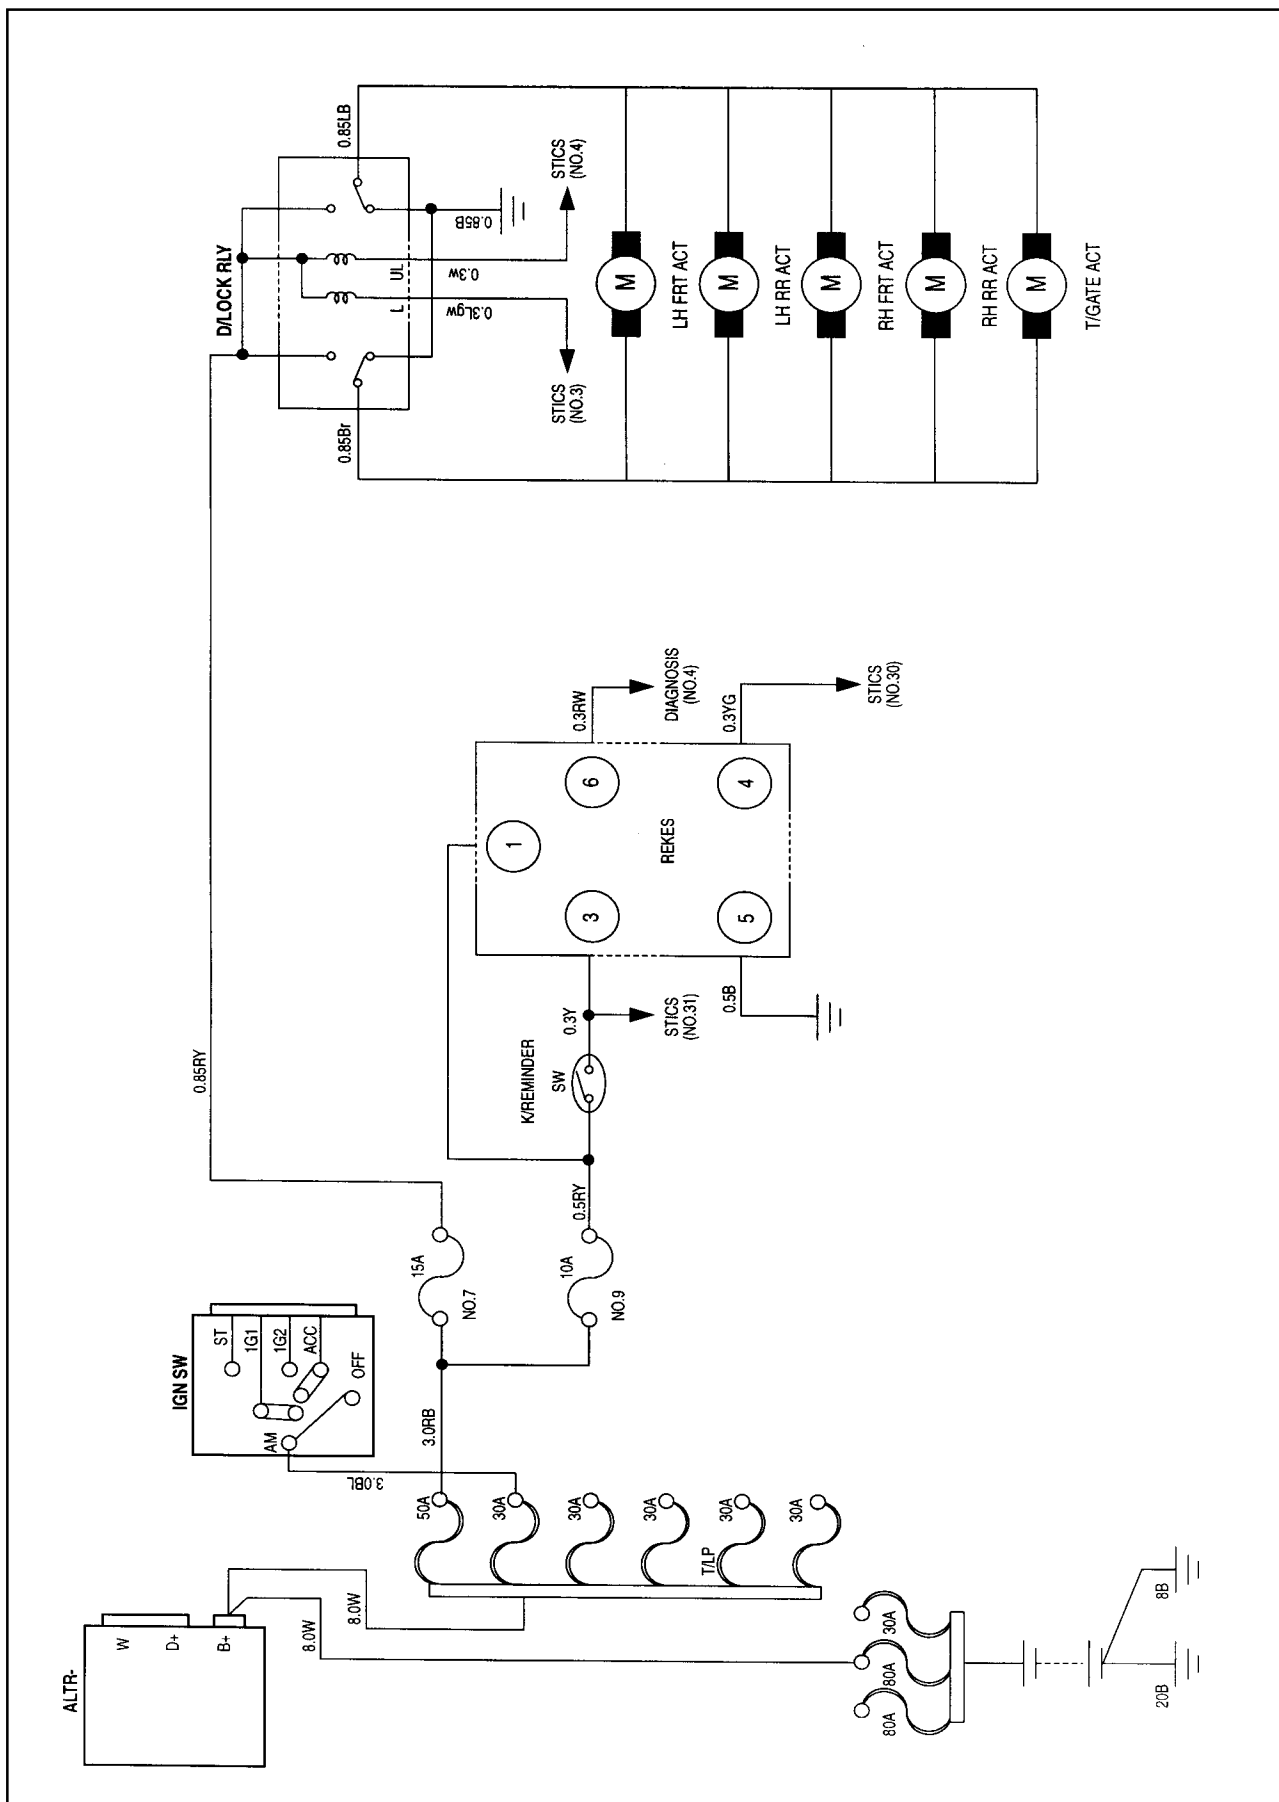 ALTR-
W
D+
B+
8.0W
8.0W
IGN SW
AM
ST
1G1
1G2
ACC
OFF
3.0BL
3.0RB
50A
30A
30A
30A
T/LP
30A
30A
80A
80A
30A
20B
8B
15A
NO.7
10A
NO.9
0.85RY
0.5RY
K/REMINDER
SW
0.3Y
STICS
(NO.31)
0.5B
REKES
1
3
6
5
4
0.3RW
DIAGNOSIS
(NO.4)
0.3YG
STICS
(NO.30)
D/LOCK RLY
0.85Br
0.85LB
L
UL
0.3Lgw
0.3w
0.85B
STICS
(NO.3)
STICS
(NO.4)
M
LH FRT ACT
M
LH RR ACT
M
RH FRT ACT
M
RH RR ACT
M
T/GATE ACT